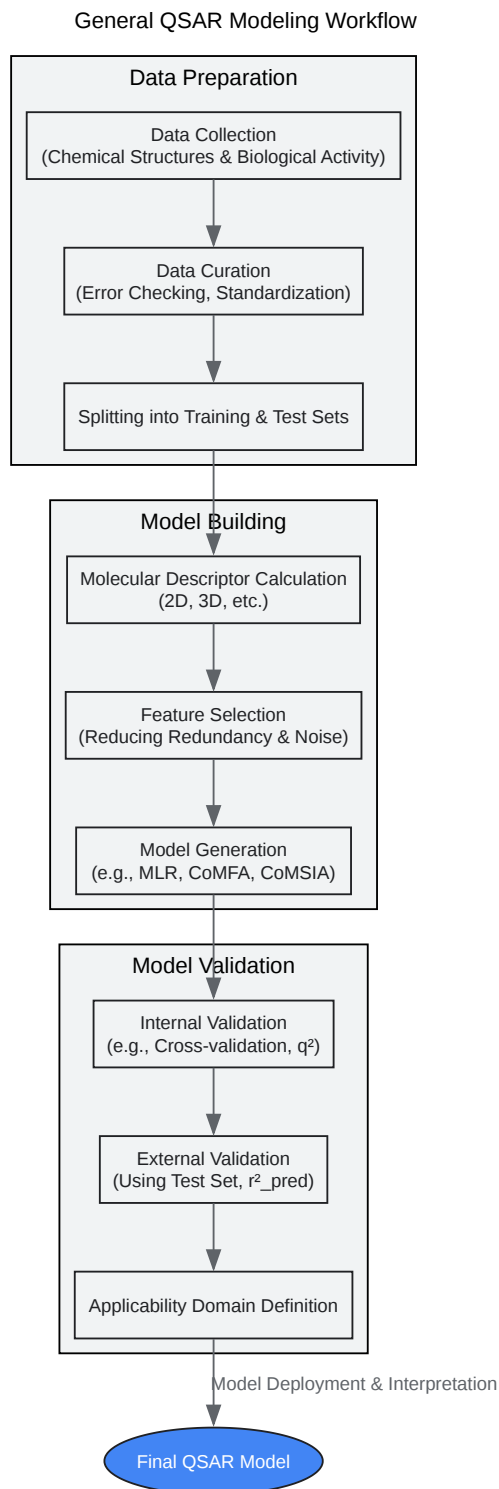 General QSAR Modeling Workflow
Data Preparation
Data Collection
(Chemical Structures & Biological Activity)
Data Curation
(Error Checking, Standardization)
Splitting into Training & Test Sets
Model Building
Molecular Descriptor Calculation
(2D, 3D, etc.)
Feature Selection
(Reducing Redundancy & Noise)
Model Generation
(e.g., MLR, CoMFA, CoMSIA)
Model Validation
Internal Validation
(e.g., Cross-validation, q²)
External Validation
(Using Test Set, r²_pred)
Applicability Domain Definition
Model Deployment & Interpretation
Final QSAR Model